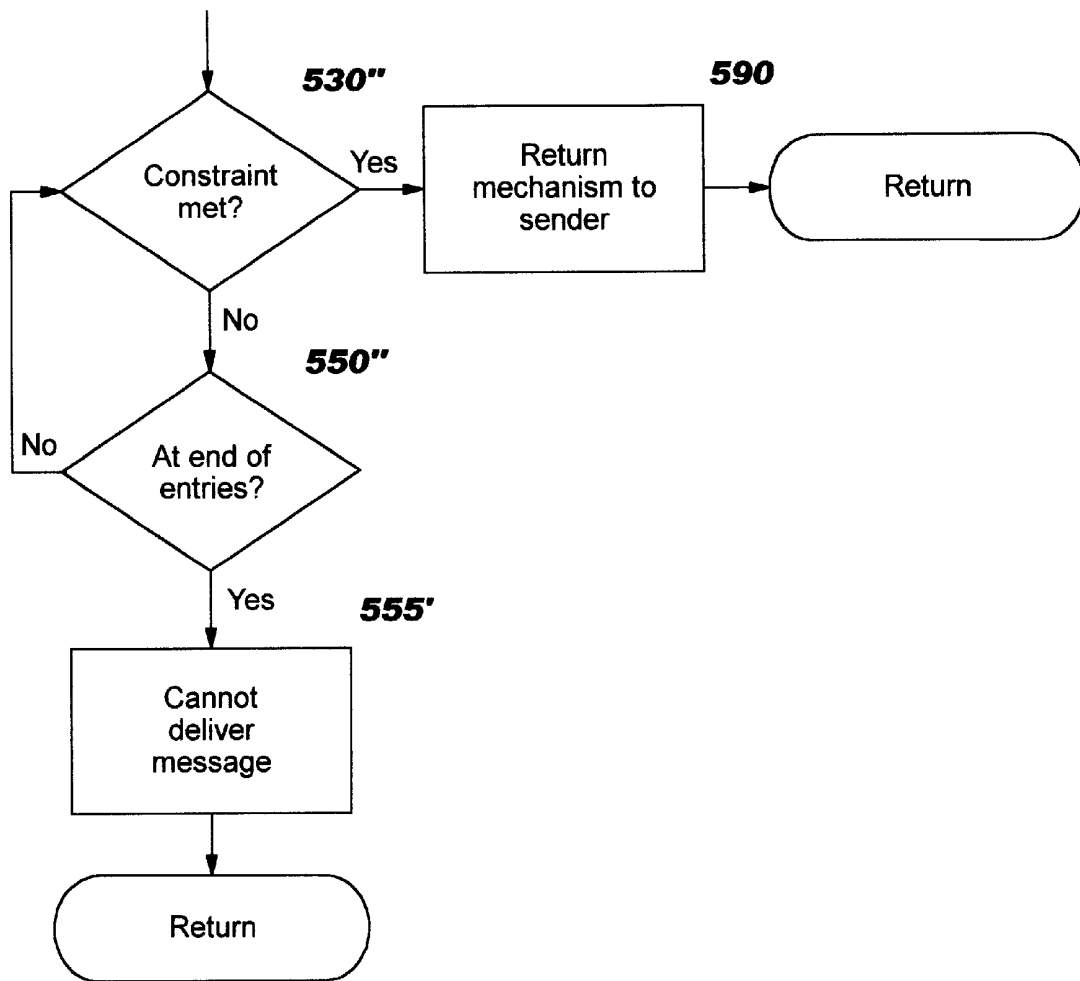 530"
590
Constraint
met?
Yes
Return
mechanism to
sender
Return
No
550"
No
At end of
entries?
Yes
555'
Cannot
deliver
message
Return